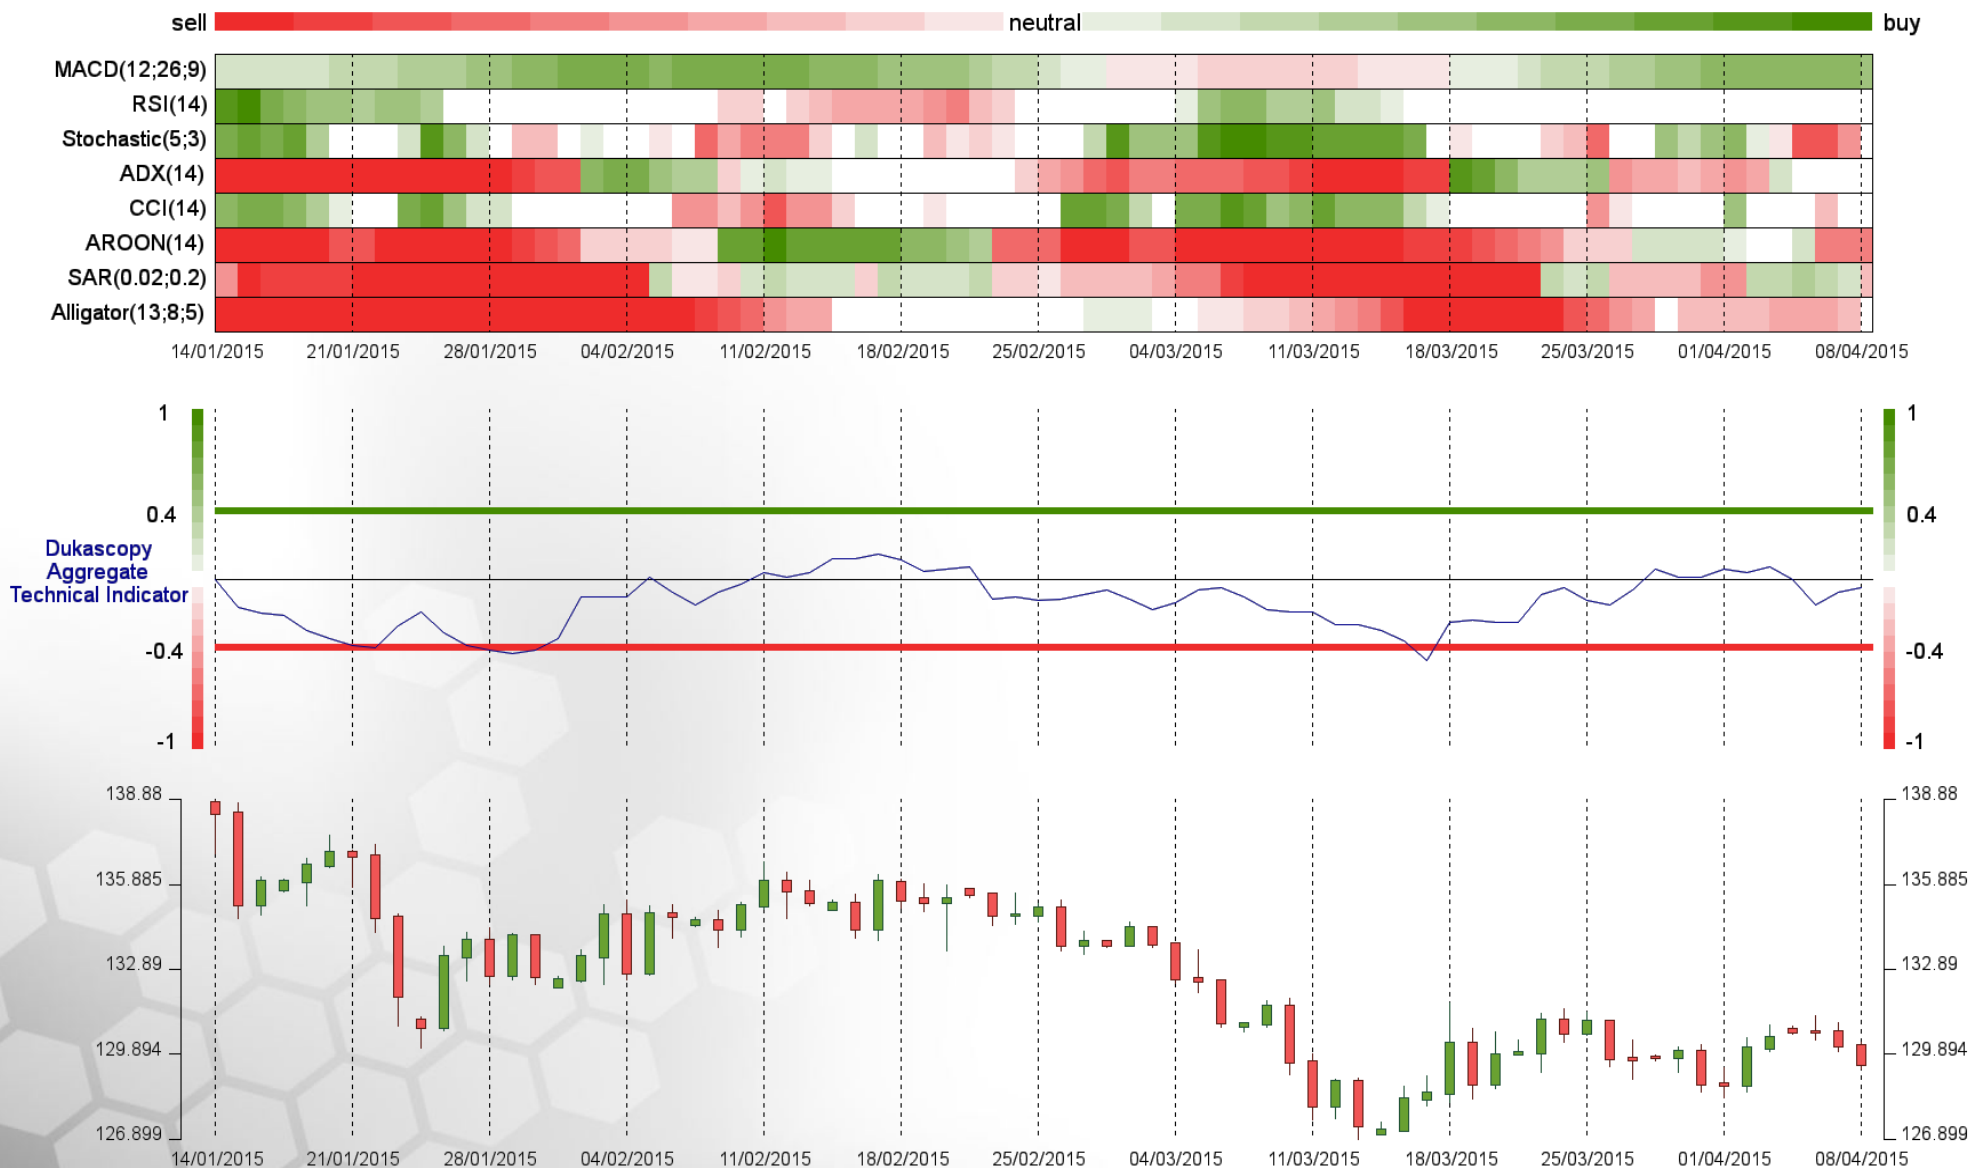 sell neutral buy
MACD(12;26;9)
RSI(14)
Stochastic(5;3)
ADX(14)
CCI(14)
AROON(14)
SAR(0.02;0.2)
Alligator(13;8;5)
14/01/2015 21/01/2015 28/01/2015 04/02/2015 11/02/2015 18/02/2015 25/02/2015 04/03/2015 11/03/2015 18/03/2015 25/03/2015 01/04/2015 08/04/2015
1 1
0.4 0.4
Dukascopy
Aggregate
Technical Indicator
-0.4 -0.4
-1 -1
138.88 138.88
135.885 135.885
132.89 132.89
129.894 129.894
126.899 126.899
14/01/2015 21/01/2015 28/01/2015 04/02/2015 11/02/2015 18/02/2015 25/02/2015 04/03/2015 11/03/2015 18/03/2015 25/03/2015 01/04/2015 08/04/2015